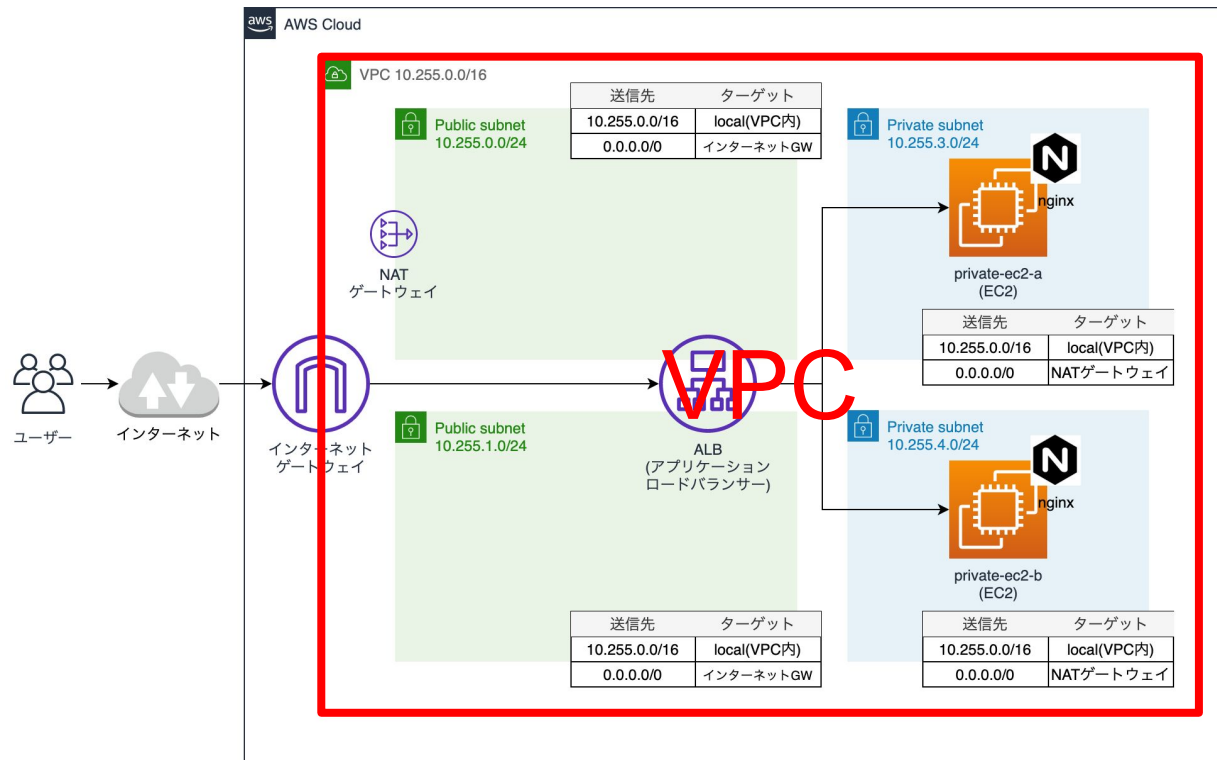 aws
AWS Cloud
VPC 10.255.0.0/16
送信先 ターゲット
10.255.0.0/16 local(VPC内)
0.0.0.0/0 インターネットGW
Public subnet
10.255.0.0/24
Private subnet
10.255.3.0/24
N
nginx
NAT
ゲートウェイ
private-ec2-a
(EC2)
送信先 ターゲット
10.255.0.0/16 local(VPC内)
0.0.0.0/0 NATゲートウェイ
VPC
ユーザー
インターネット
インターネット
ゲートウェイ
Public subnet
10.255.1.0/24
ALB
(アプリケーション
ロードバランサー)
Private subnet
10.255.4.0/24
N
nginx
private-ec2-b
(EC2)
送信先 ターゲット
10.255.0.0/16 local(VPC内)
0.0.0.0/0 インターネットGW
送信先 ターゲット
10.255.0.0/16 local(VPC内)
0.0.0.0/0 NATゲートウェイ